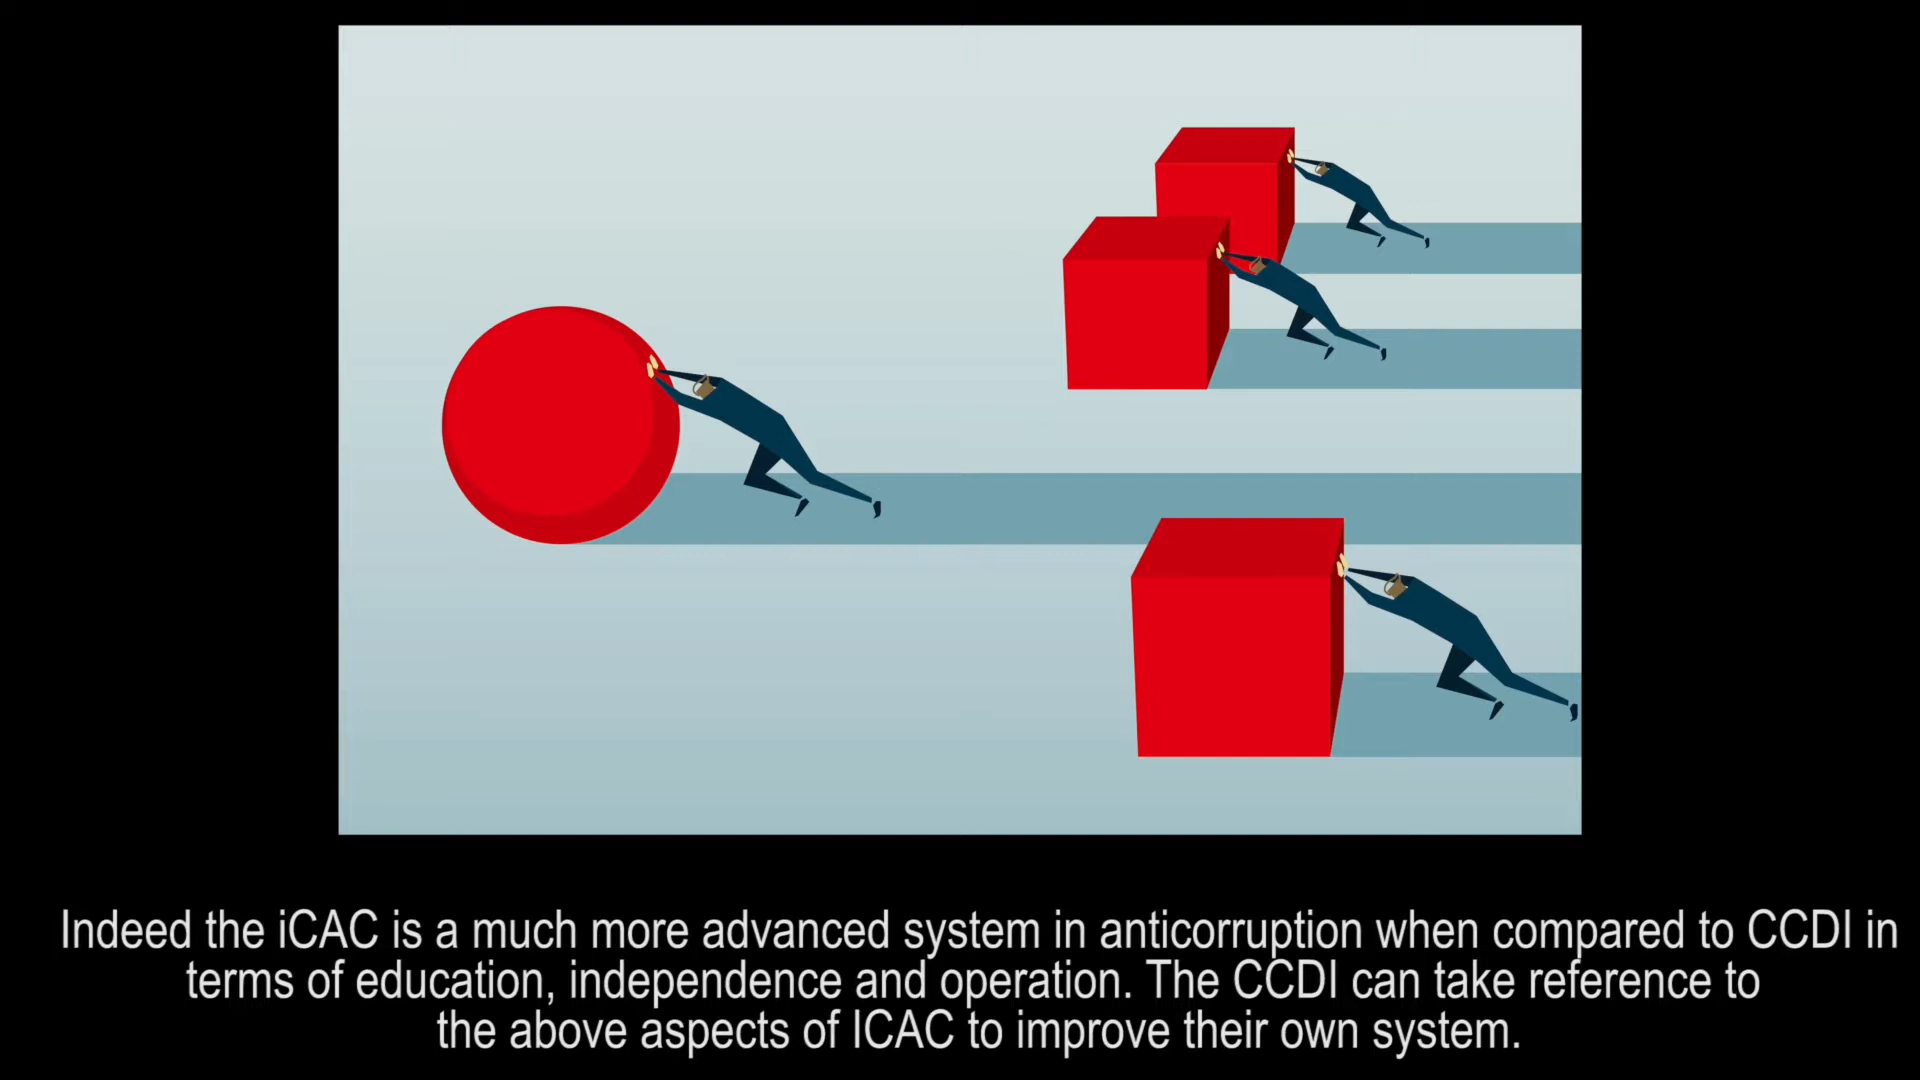 Indeed the iCAC is a much more advanced system in anticorruption when compared to CCDI in
terms of education, independence and operation. The CCDI can take reference to
the above aspects of ICAC to improve their own system.